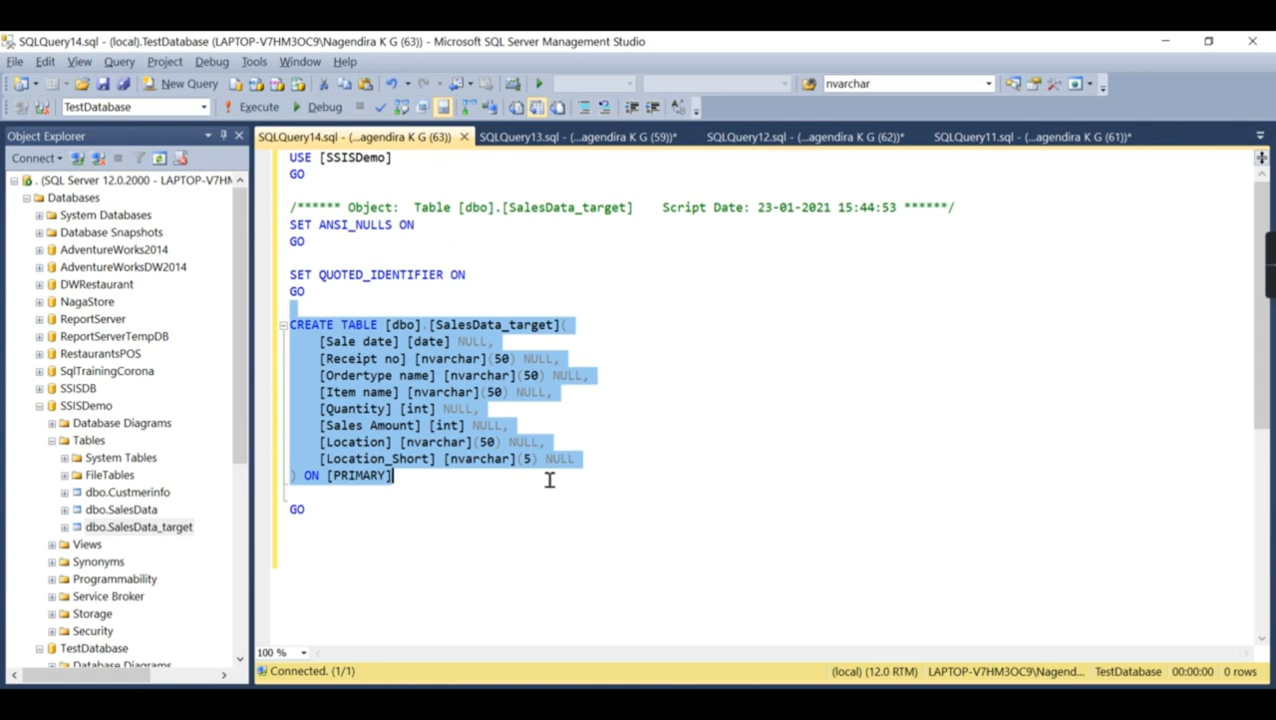 SQLQuery14.sql - (local).TestDatabase (LAPTOP-V7HM3OC9\Nagendira K G (63)) - Microsoft SQL Server Management Studio
File Edit View Query Project Debug Tools Window Help
New Query nvarchar
TestDatabase Execute Debug
Object Explorer
Connect
. (SQL Server 12.0.2000 - LAPTOP-V7HM
Databases
System Databases
Database Snapshots
AdventureWorks2014
AdventureWorksDW2014
DWRestaurant
NagaStore
ReportServer
ReportServerTempDB
RestaurantsPOS
SqlTrainingCorona
SSISDB
SSISDemo
Database Diagrams
Tables
System Tables
FileTables
dbo.Custmerinfo
dbo.SalesData
dbo.SalesData_target
Views
Synonyms
Programmability
Service Broker
Storage
Security
TestDatabase
Database Diagrams
SQLQuery14.sql - (...agendira K G (63)) SQLQuery13.sql - (...agendira K G (59))* SQLQuery12.sql - (...agendira K G (62))* SQLQuery11.sql - (...agendira K G (61))*
USE [SSISDemo]
GO
/****** Object: Table [dbo].[SalesData_target] Script Date: 23-01-2021 15:44:53 ******/
SET ANSI_NULLS ON
GO
SET QUOTED_IDENTIFIER ON
GO
CREATE TABLE [dbo].[SalesData_target](
[Sale date] [date] NULL,
[Receipt no] [nvarchar](50) NULL,
[Ordertype name] [nvarchar](50) NULL,
[Item name] [nvarchar](50) NULL,
[Quantity] [int] NULL,
[Sales Amount] [int] NULL,
[Location] [nvarchar](50) NULL,
[Location_Short] [nvarchar](5) NULL
) ON [PRIMARY]
GO
100 %
Connected. (1/1) (local) (12.0 RTM) LAPTOP-V7HM3OC9\Nagend... TestDatabase 00:00:00 0 rows